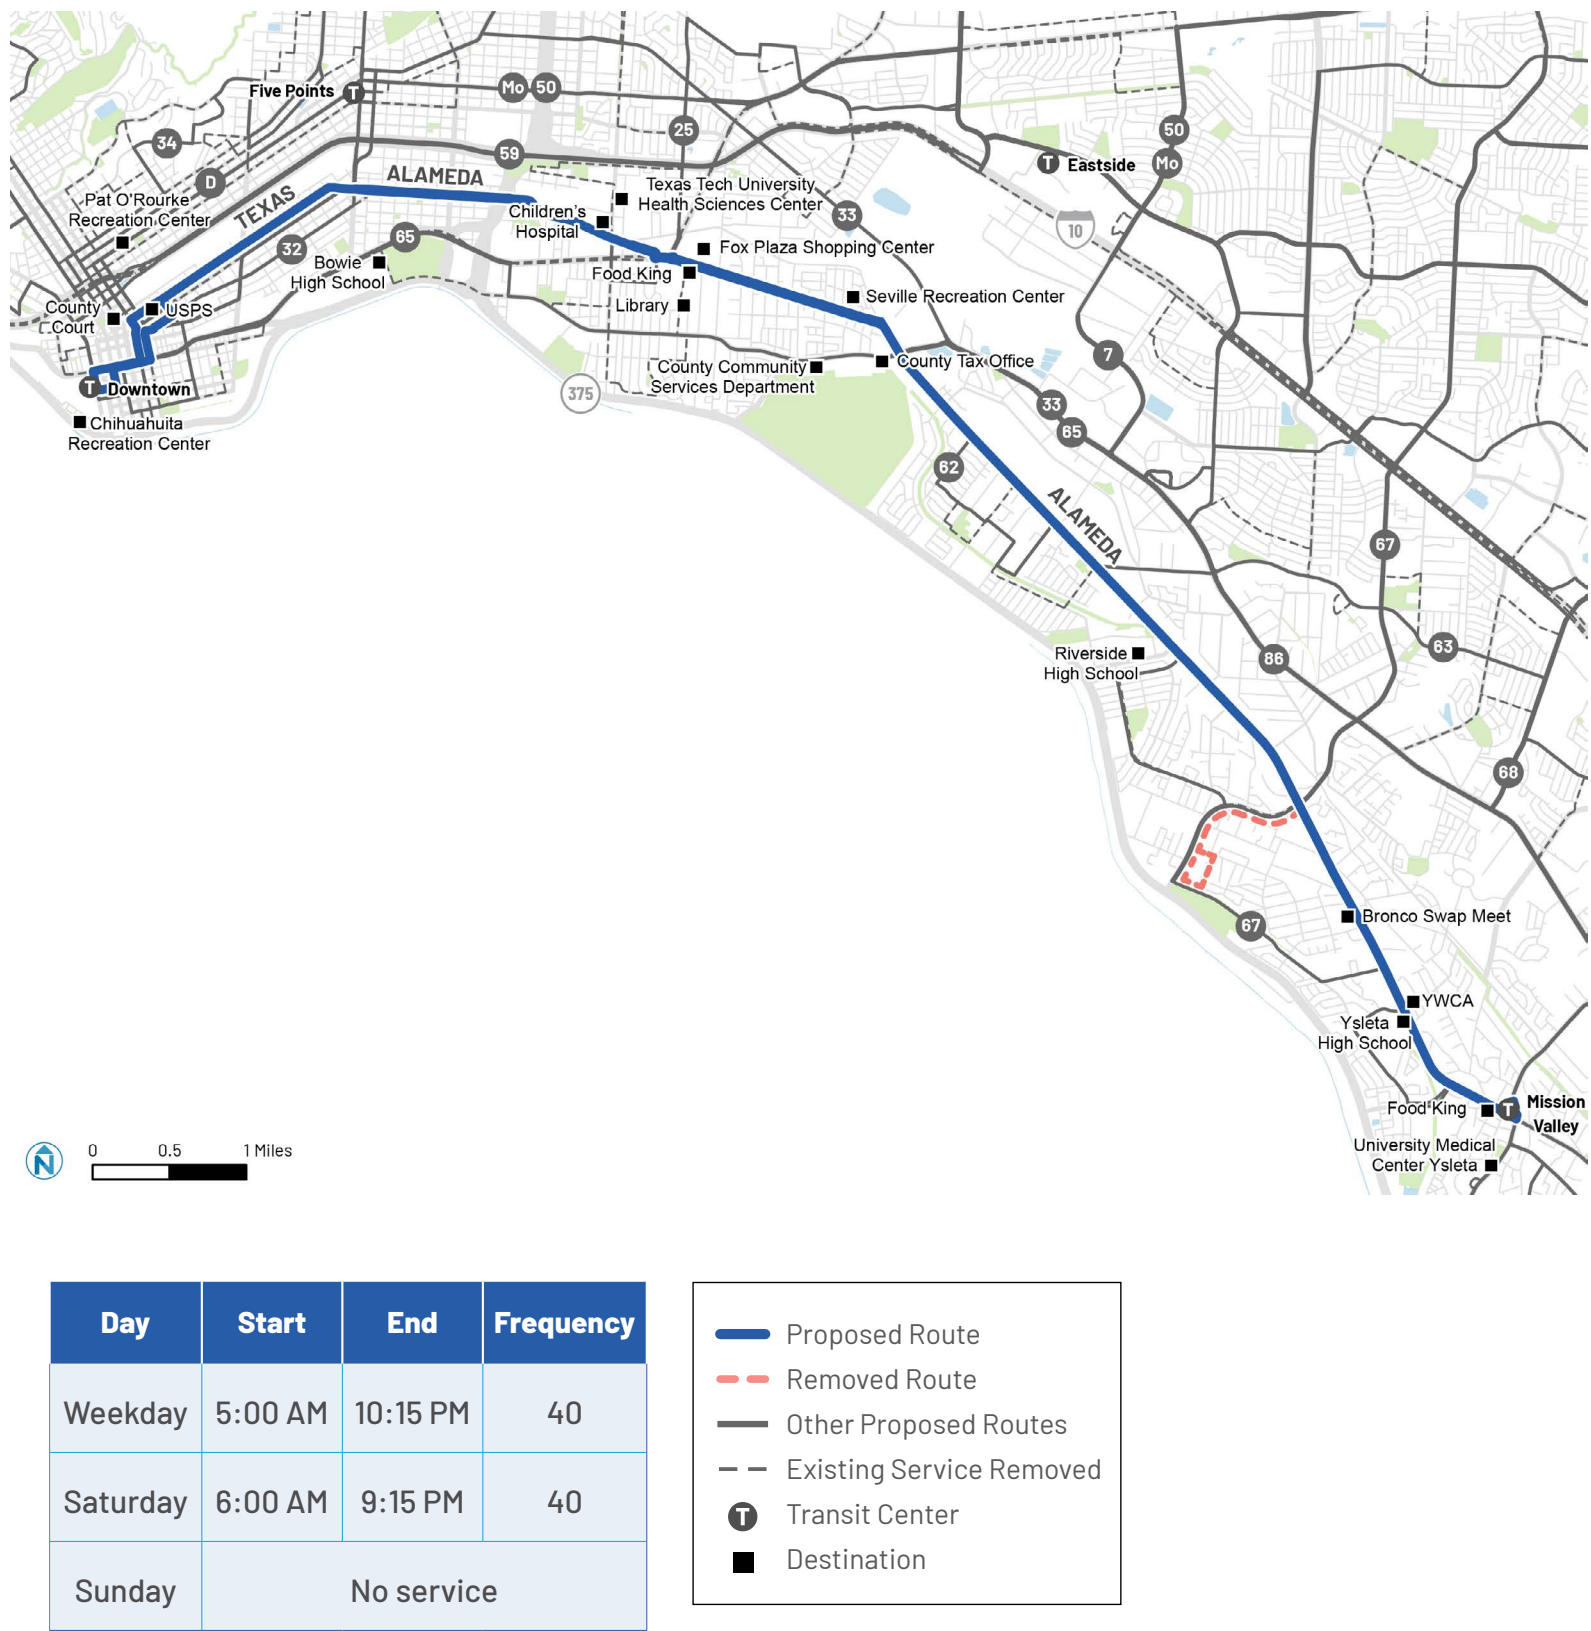 Five Points
T
Mo
50
34
25
50
59
Mo
T
Eastside
D
ALAMEDA
Texas Tech University
Health Sciences Center
Pat O'Rourke
Recreation Center
TEXAS
Children's
Hospital
33
10
32
65
Fox Plaza Shopping Center
Bowie
High School
Food King
Seville Recreation Center
County
Court
USPS
Library
7
County Tax Office
County Community
Services Department
T
Downtown
375
33
Chihuahuita
Recreation Center
65
62
ALAMEDA
67
Riverside
High School
86
63
68
Bronco Swap Meet
67
YWCA
Ysleta
High School
Food King
T
Mission
Valley
University Medical
Center Ysleta
N
0 0.5 1 Miles
Day Start End Frequency
Weekday 5:00 AM 10:15 PM 40
Saturday 6:00 AM 9:15 PM 40
Sunday No service
Proposed Route
Removed Route
Other Proposed Routes
Existing Service Removed
T Transit Center
Destination